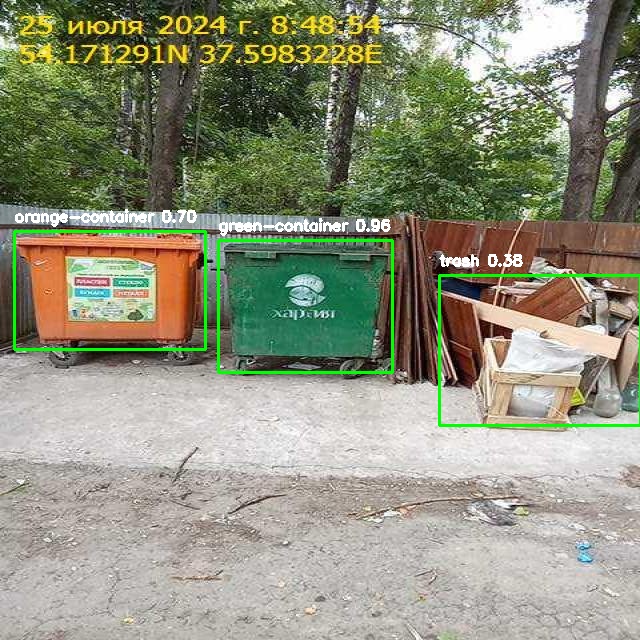 25 июля 2024 г. 8:48:54
54.171291N 37.5983228E
orange-container 0.70
green-container 0.96
trash 0.38
ПЛАСТИК СТЕКЛО
БУМАГА МЕТАЛЛ
хартия